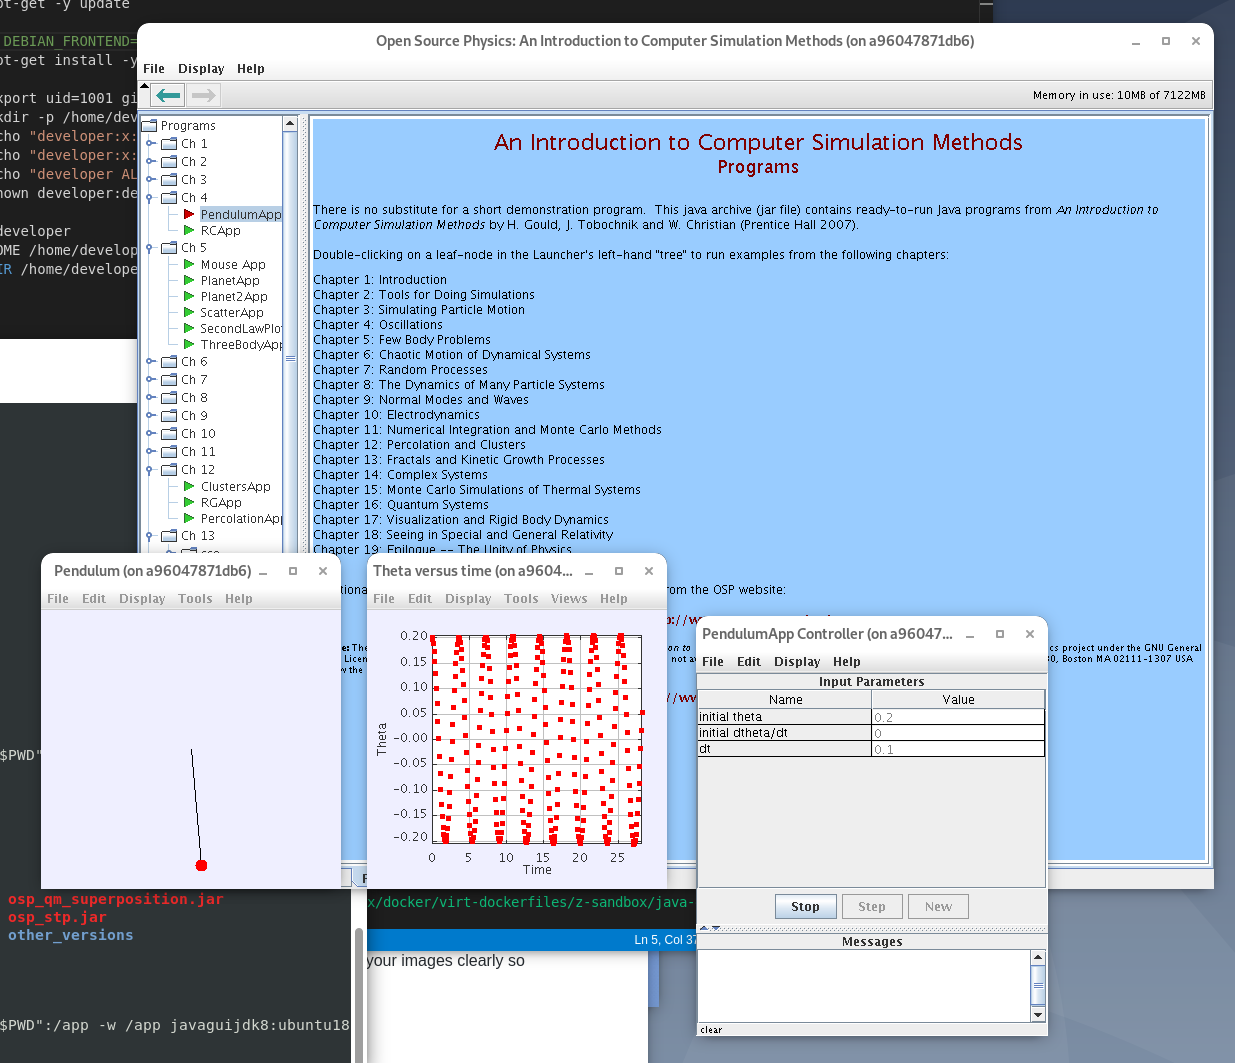 pt-get -y update
DEBIAN_FRONTEND=
pt-get install -y
xport uid=1001 gi
kdir -p /home/dev
cho "developer:x:
cho "developer:x:
cho "developer AL
hown developer:de
developer
OME /home/develop
IR /home/develope
Open Source Physics: An Introduction to Computer Simulation Methods (on a96047871db6)
File Display Help
Memory in use: 10MB of 7122MB
Programs
Ch 1
Ch 2
Ch 3
Ch 4
PendulumApp
RCApp
Ch 5
Mouse App
PlanetApp
Planet2App
ScatterApp
SecondLawPlot
ThreeBodyApp
Ch 6
Ch 7
Ch 8
Ch 9
Ch 10
Ch 11
Ch 12
ClustersApp
RGApp
PercolationApp
Ch 13
An Introduction to Computer Simulation Methods
Programs
There is no substitute for a short demonstration program. This java archive (jar file) contains ready-to-run Java programs from An Introduction to
Computer Simulation Methods by H. Gould, J. Tobochnik and W. Christian (Prentice Hall 2007).
Double-clicking on a leaf-node in the Launcher's left-hand "tree" to run examples from the following chapters:
Chapter 1: Introduction
Chapter 2: Tools for Doing Simulations
Chapter 3: Simulating Particle Motion
Chapter 4: Oscillations
Chapter 5: Few Body Problems
Chapter 6: Chaotic Motion of Dynamical Systems
Chapter 7: Random Processes
Chapter 8: The Dynamics of Many Particle Systems
Chapter 9: Normal Modes and Waves
Chapter 10: Electrodynamics
Chapter 11: Numerical Integration and Monte Carlo Methods
Chapter 12: Percolation and Clusters
Chapter 13: Fractals and Kinetic Growth Processes
Chapter 14: Complex Systems
Chapter 15: Monte Carlo Simulations of Thermal Systems
Chapter 16: Quantum Systems
Chapter 17: Visualization and Rigid Body Dynamics
Chapter 18: Seeing in Special and General Relativity
Chapter 19: Epilogue -- The Unity of Physics
rom the OSP website:
cs project under the GNU General
Licen
not av
30, Boston MA 02111-1307 USA
Pendulum (on a96047871db6)
File Edit Display Tools Help
Theta versus time (on a9604...
File Edit Display Tools Views Help
0.20
0.15
0.10
0.05
-0.00
-0.05
-0.10
-0.15
-0.20
Theta
0 5 10 15 20 25
Time
PendulumApp Controller (on a96047...
File Edit Display Help
Input Parameters
Name Value
initial theta 0.2
initial dtheta/dt 0
dt 0.1
Stop Step New
Messages
clear
$PWD"
osp_qm_superposition.jar
osp_stp.jar
other_versions
x/docker/virt-dockerfiles/z-sandbox/java-
Ln 5, Col 37
your images clearly so
$PWD":/app -w /app javaguijdk8:ubuntu18